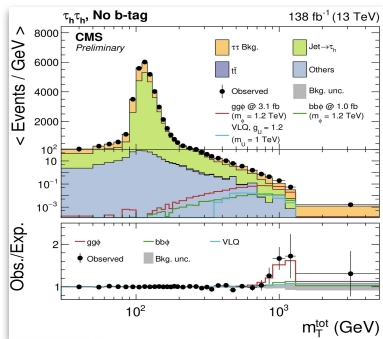 τhτh, No b-tag 138 fb⁻¹ (13 TeV)
CMS
Preliminary
ττ Bkg. Jet→τh
tt̄ Others
Observed Bkg. unc.
ggφ @ 3.1 fb bbφ @ 1.0 fb
(mφ = 1.2 TeV) (mφ = 1.2 TeV)
VLQ, gU = 1.2
(mU = 1 TeV)
< Events / GeV >
8000
6000
4000
2000
10²
10
10⁻¹
10⁻³
ggφ bbφ VLQ
Observed Bkg. unc.
Obs./Exp.
2
1
10² 10³
mTtot (GeV)